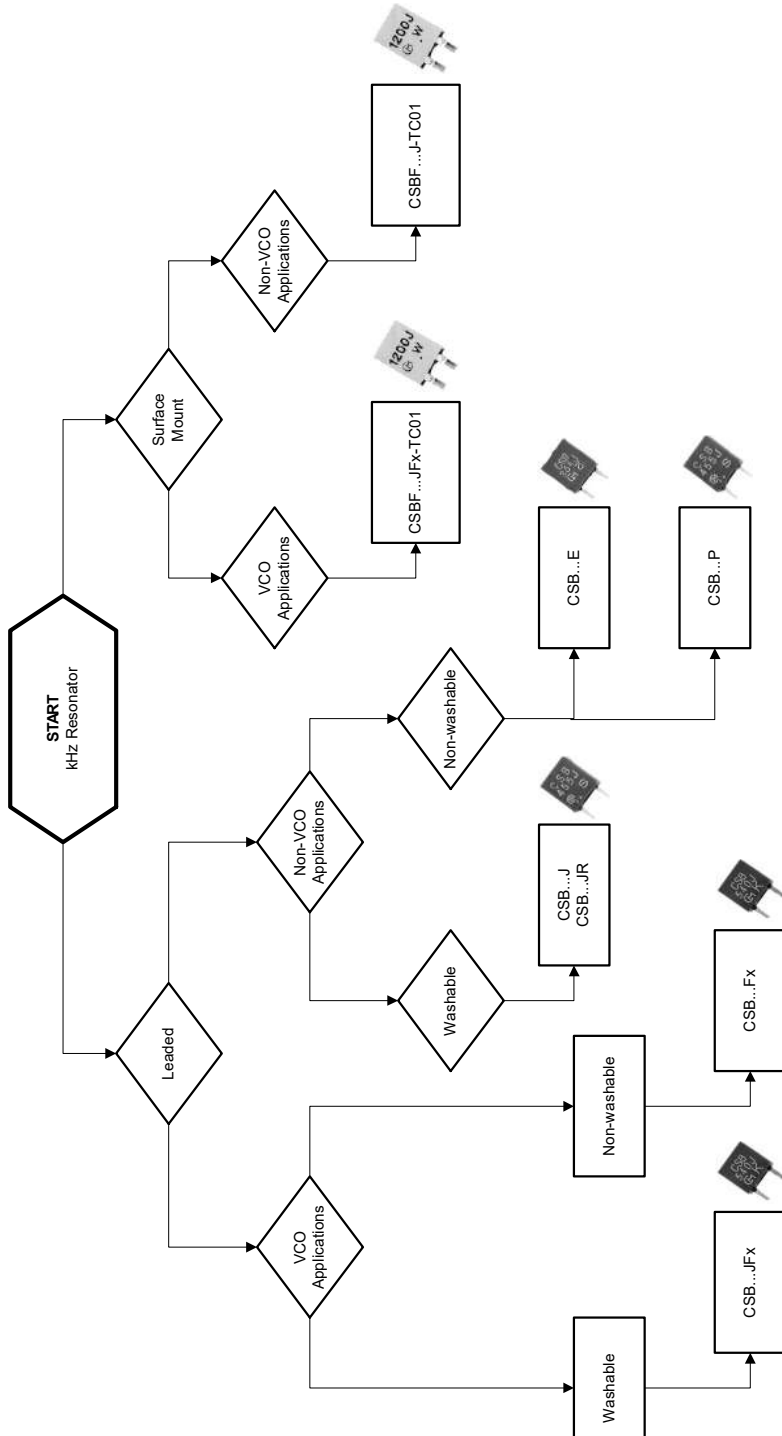 START
kHz Resonator
Leaded
Surface
Mount
VCO
Applications
Non-VCO
Applications
VCO
Applications
Non-VCO
Applications
Washable
Non-washable
Washable
Non-washable
CSB...JFx
CSB...Fx
CSB...J
CSB...JR
CSB...E
CSB...P
CSBF...JFx-TC01
CSBF...J-TC01
1200J
.W
1200J
.W